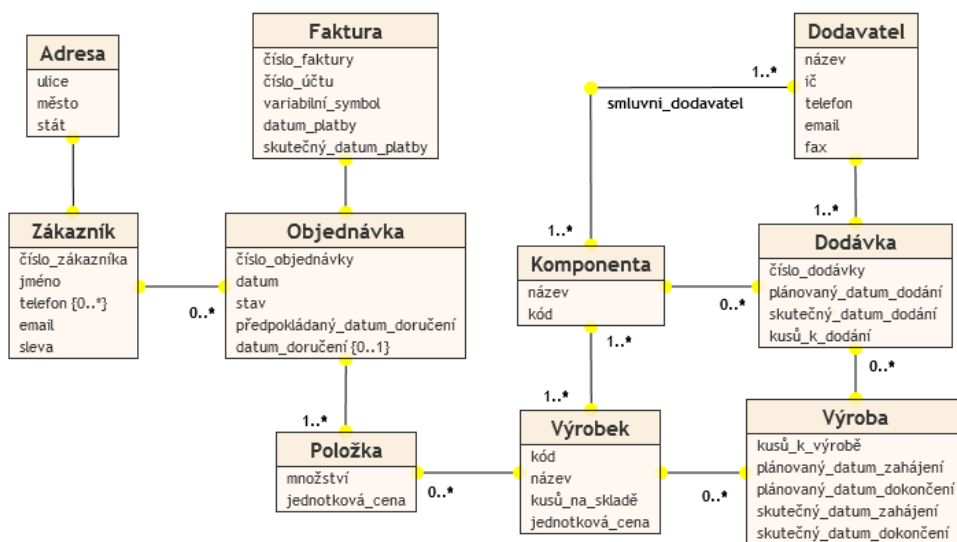 Adresa
ulice
město
stát
Faktura
číslo_faktury
číslo_účtu
variabilní_symbol
datum_platby
skutečný_datum_platby
Dodavatel
název
ič
telefon
email
fax
1..*
smluvni_dodavatel
1..*
1..*
Zákazník
číslo_zákazníka
jméno
telefon {0..*}
email
sleva
0..*
Objednávka
číslo_objednávky
datum
stav
předpokládaný_datum_doručení
datum_doručení {0..1}
Komponenta
název
kód
0..*
Dodávka
číslo_dodávky
plánovaný_datum_dodání
skutečný_datum_dodání
kusů_k_dodání
1..*
0..*
1..*
1..*
Položka
množství
jednotková_cena
0..*
Výrobek
kód
název
kusů_na_skladě
jednotková_cena
0..*
Výroba
kusů_k_výrobě
plánovaný_datum_zahájení
plánovaný_datum_dokončení
skutečný_datum_zahájení
skutečný_datum_dokončení